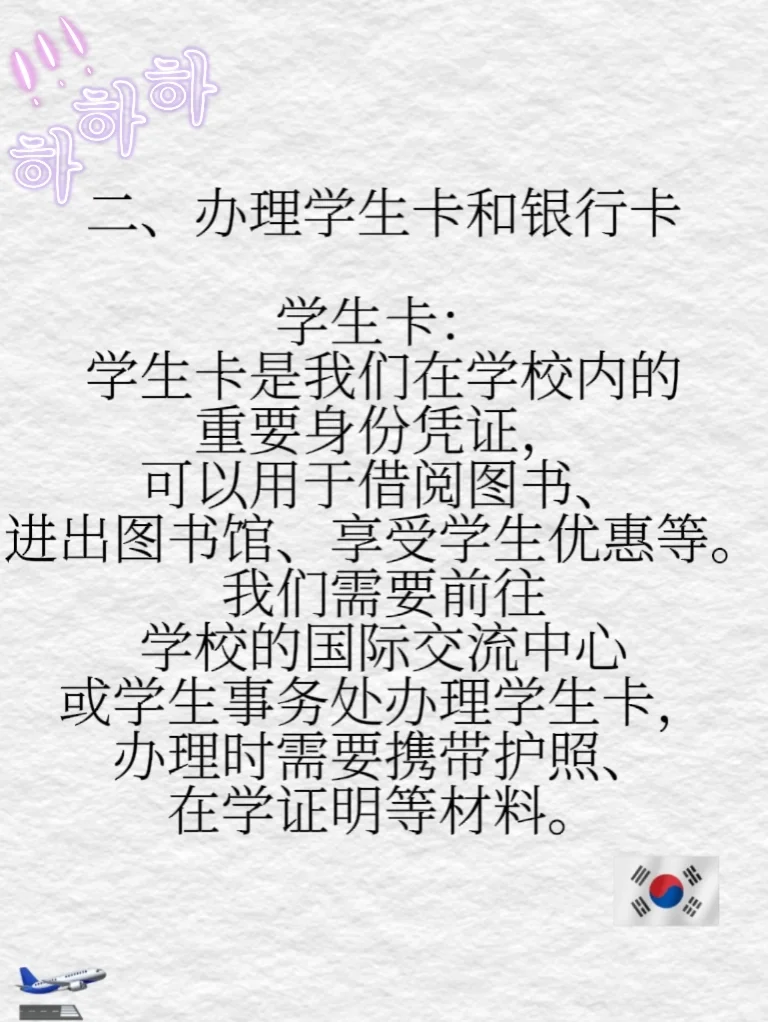 하하하!!!
二、办理学生卡和银行卡
学生卡：
学生卡是我们在学校内的
重要身份凭证，
可以用于借阅图书、
进出图书馆、享受学生优惠等。
我们需要前往
学校的国际交流中心
或学生事务处办理学生卡，
办理时需要携带护照、
在学证明等材料。